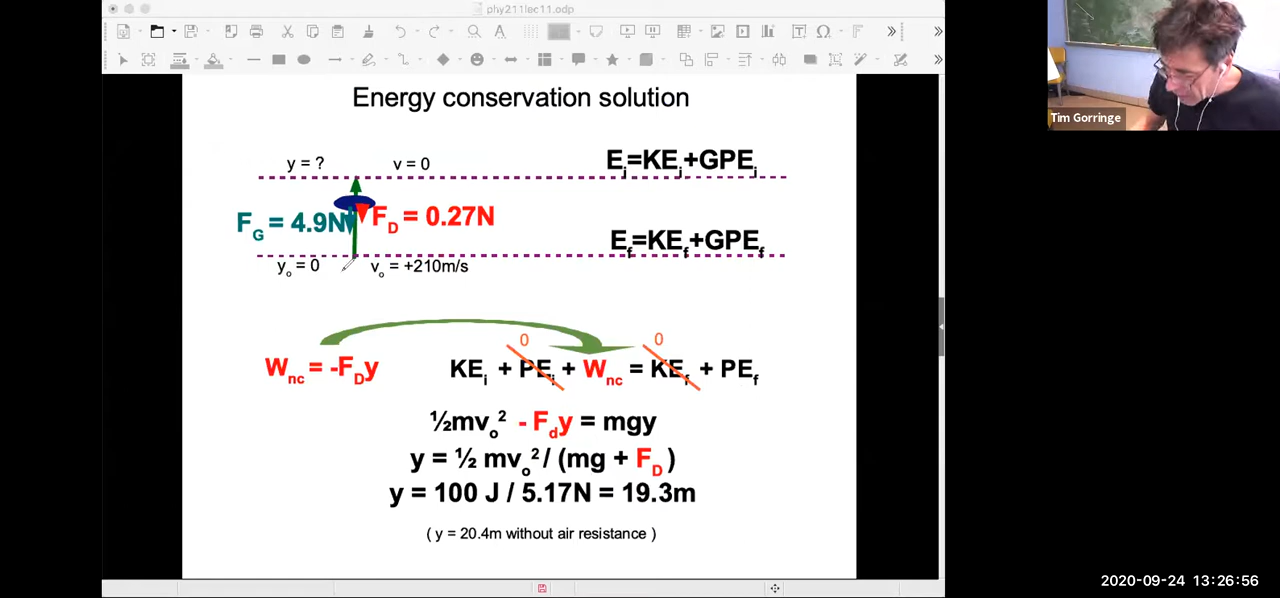 phy211lec11.odp
Energy conservation solution
y = ? v = 0
Ei=KEi+GPEi
FG = 4.9N FD = 0.27N
Ef=KEf+GPEf
yo = 0 vo = +210m/s
0 0
Wnc = -FDy KEi + PEi + Wnc = KEf + PEf
½mvo² - Fdy = mgy
y = ½ mvo²/ (mg + FD)
y = 100 J / 5.17N = 19.3m
( y = 20.4m without air resistance )
Tim Gorringe
2020-09-24 13:26:56